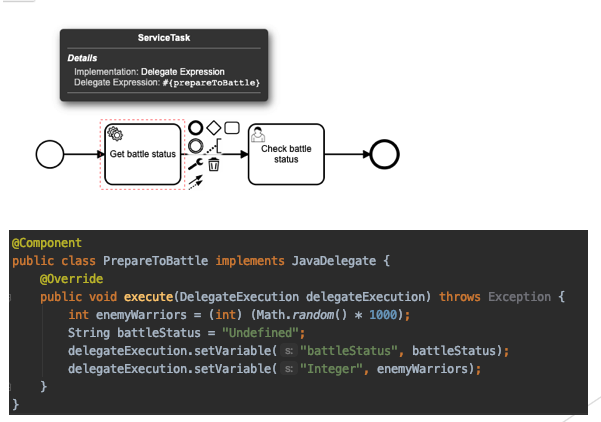 ServiceTask
Details
Implementation: Delegate Expression
Delegate Expression: #{prepareToBattle}
Get battle status
Check battle
status
@Component
public class PrepareToBattle implements JavaDelegate {
@Override
public void execute(DelegateExecution delegateExecution) throws Exception {
int enemyWarriors = (int) (Math.random() * 1000);
String battleStatus = "Undefined";
delegateExecution.setVariable( s: "battleStatus", battleStatus);
delegateExecution.setVariable( s: "Integer", enemyWarriors);
}
}